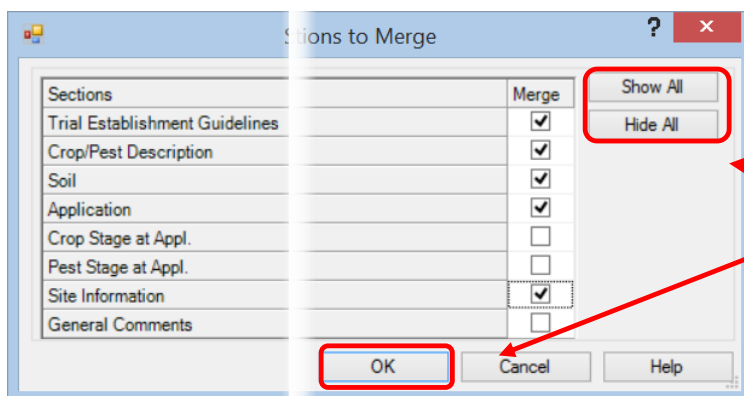 tions to Merge ?
Sections Merge Show All
Trial Establishment Guidelines Hide All
Crop/Pest Description
Soil
Application
Crop Stage at Appl.
Pest Stage at Appl.
Site Information
General Comments
OK Cancel Help